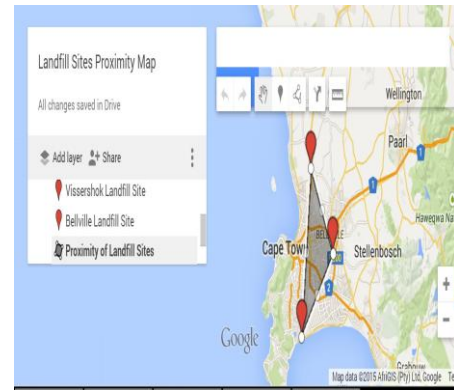 Landfill Sites Proximity Map
All changes saved in Drive
Add layer Share
Vissershok Landfill Site
Bellville Landfill Site
Proximity of Landfill Sites
Wellington
Paarl
Cape Town
Stellenbosch
Google
Map data ©2015 AfriGIS (Pty) Ltd, Google